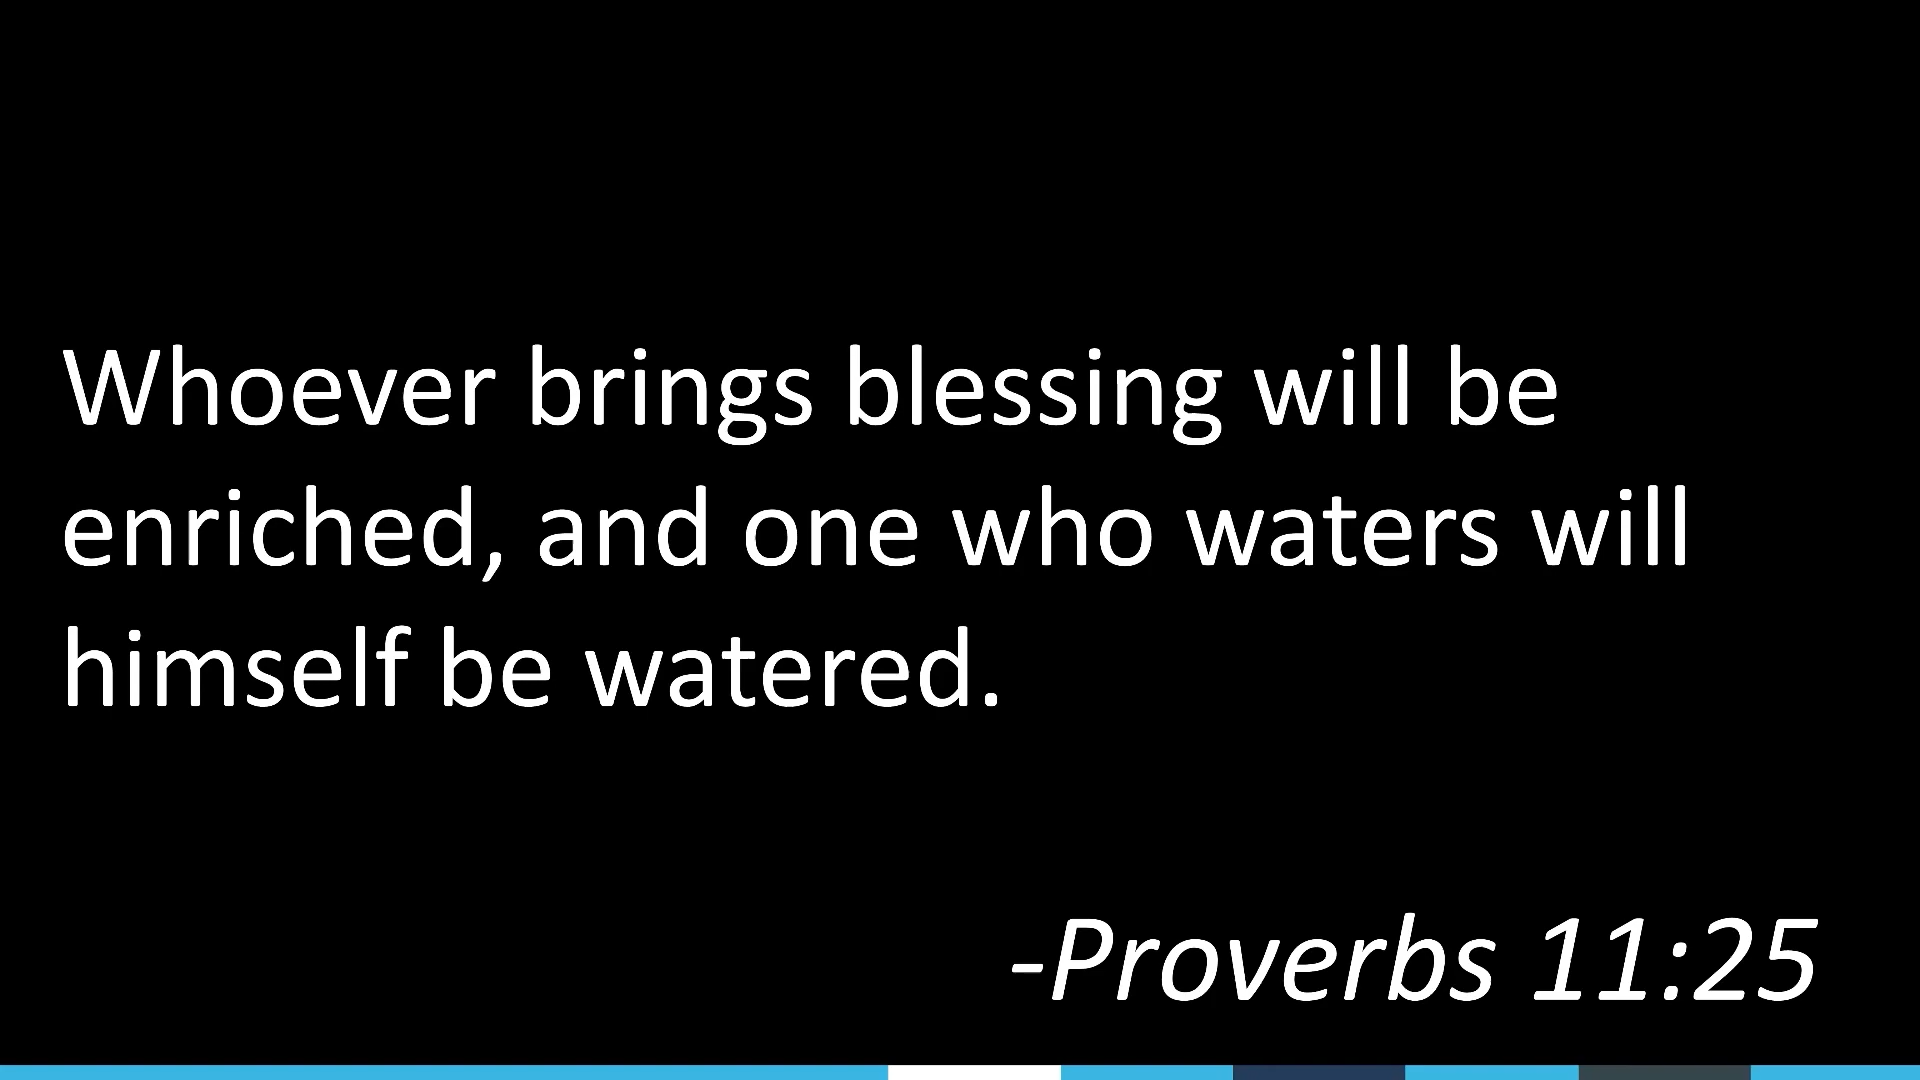 Whoever brings blessing will be
enriched, and one who waters will
himself be watered.
-Proverbs 11:25